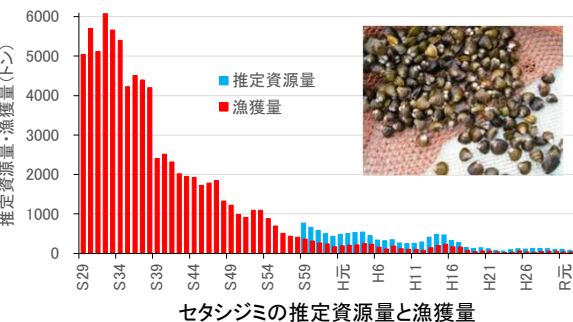 推定資源量・漁獲量(トン)
6000
5000
4000
3000
2000
1000
0
推定資源量
漁獲量
S29
S34
S39
S44
S49
S54
S59
H元
H6
H11
H16
H21
H26
R元
セタシジミの推定資源量と漁獲量